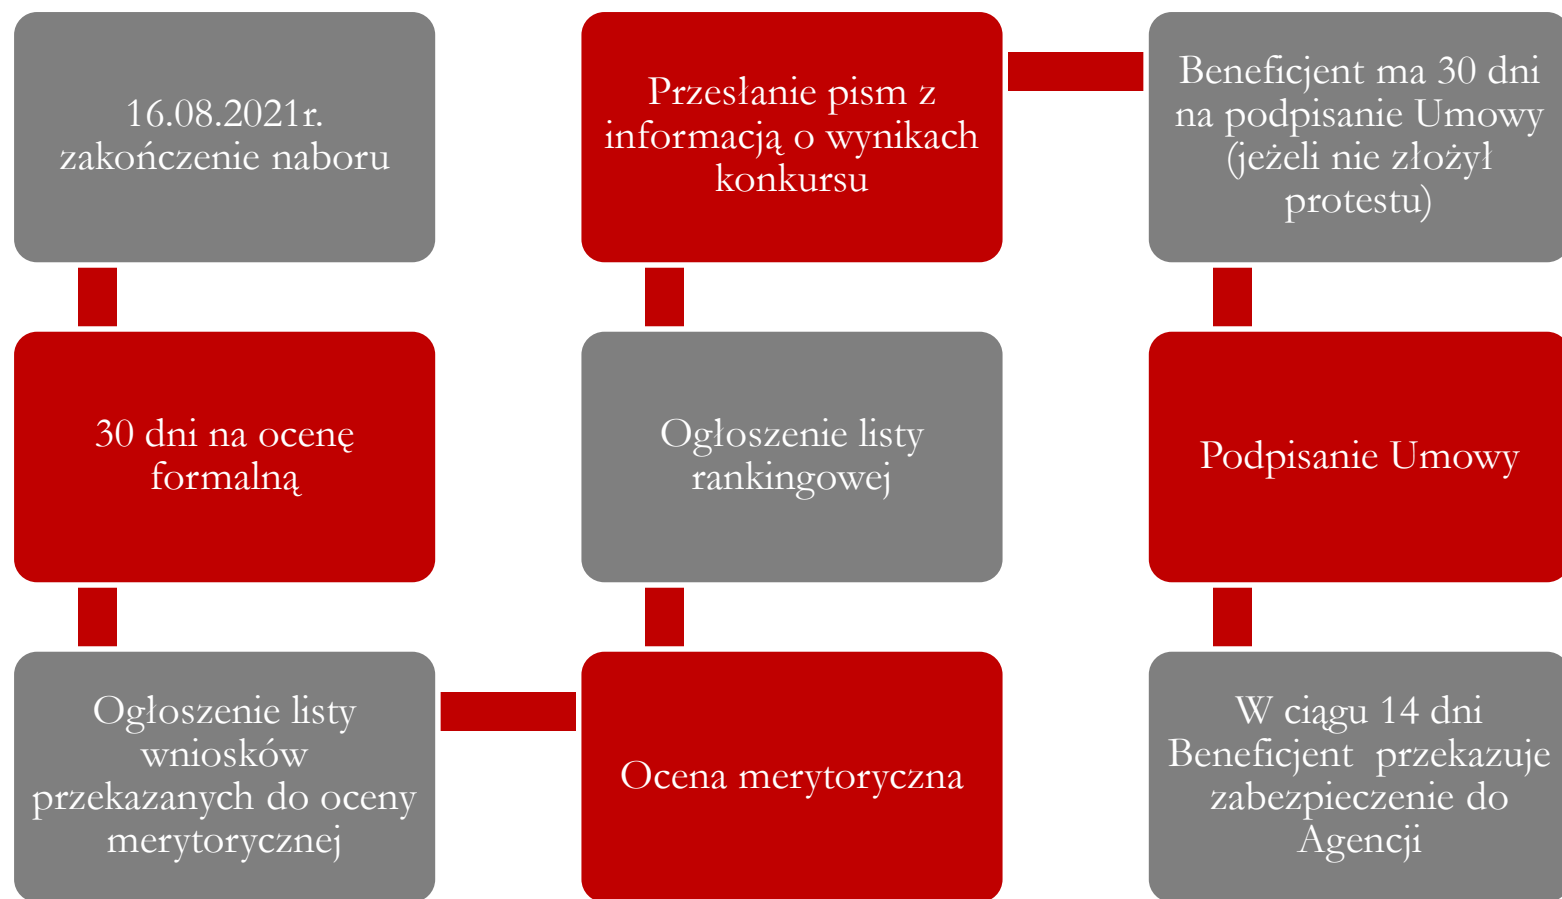 16.08.2021r.
zakończenie naboru
30 dni na ocenę
formalną
Ogłoszenie listy
wniosków
przekazanych do oceny
merytorycznej
Ocena merytoryczna
Ogłoszenie listy
rankingowej
Przesłanie pism z
informacją o wynikach
konkursu
Beneficjent ma 30 dni
na podpisanie Umowy
(jeżeli nie złożył
protestu)
Podpisanie Umowy
W ciągu 14 dni
Beneficjent  przekazuje
zabezpieczenie do
Agencji